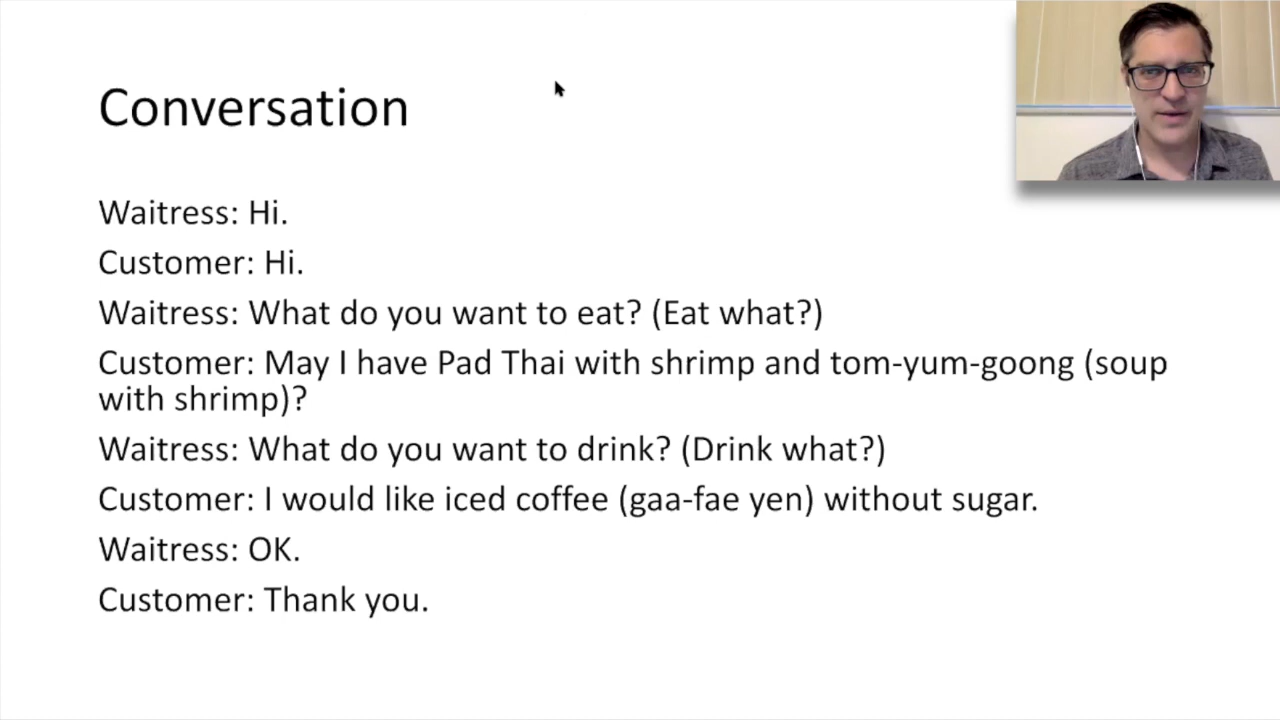 Conversation
Waitress: Hi.
Customer: Hi.
Waitress: What do you want to eat? (Eat what?)
Customer: May I have Pad Thai with shrimp and tom-yum-goong (soup
with shrimp)?
Waitress: What do you want to drink? (Drink what?)
Customer: I would like iced coffee (gaa-fae yen) without sugar.
Waitress: OK.
Customer: Thank you.